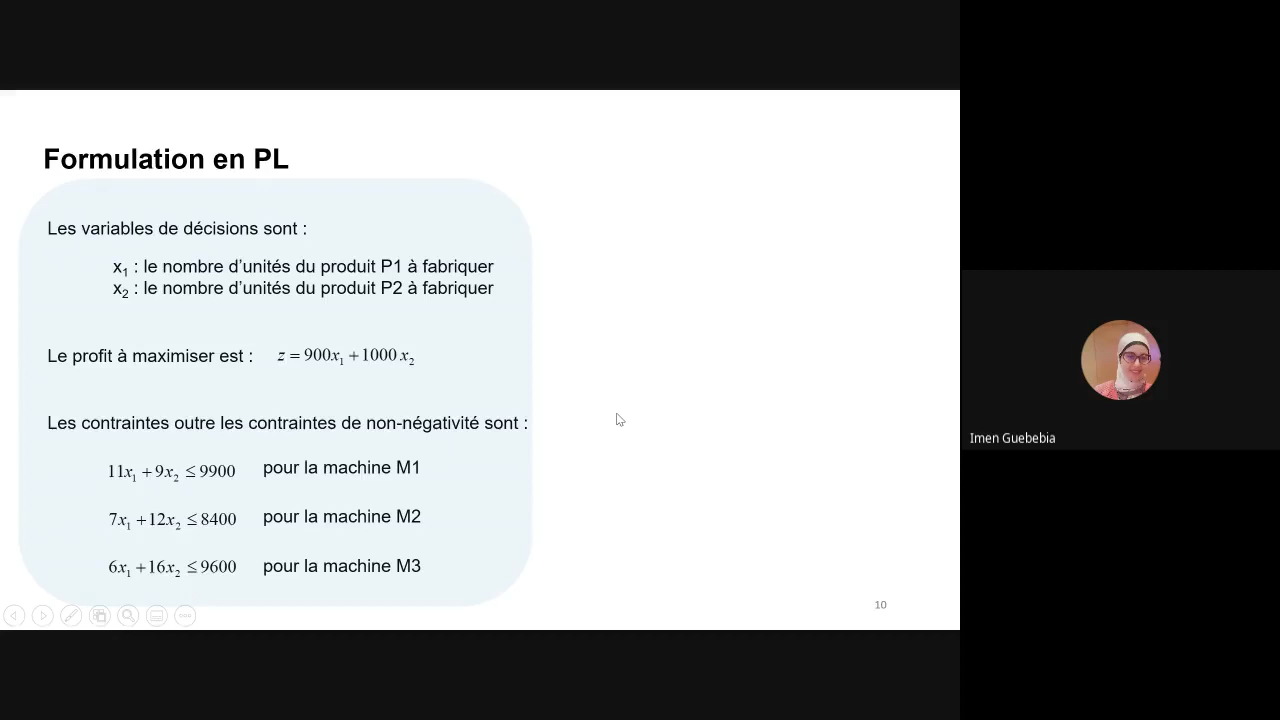 Formulation en PL
Les variables de décisions sont :
x₁ : le nombre d’unités du produit P1 à fabriquer
x₂ : le nombre d’unités du produit P2 à fabriquer
Le profit à maximiser est : z = 900x₁ + 1000x₂
Les contraintes outre les contraintes de non-négativité sont :
11x₁ + 9x₂ ≤ 9900 pour la machine M1
7x₁ + 12x₂ ≤ 8400 pour la machine M2
6x₁ + 16x₂ ≤ 9600 pour la machine M3
10
Imen Guebebia